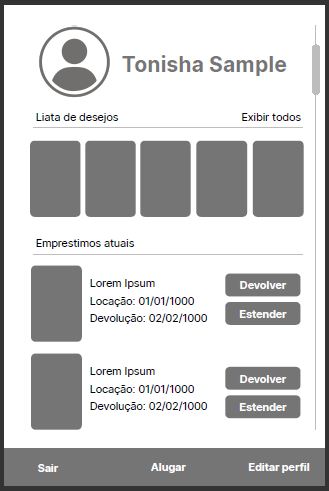 Tonisha Sample
Liata de desejos Exibir todos
Emprestimos atuais
Lorem Ipsum
Locação: 01/01/1000
Devolução: 02/02/1000
Devolver
Estender
Lorem Ipsum
Locação: 01/01/1000
Devolução: 02/02/1000
Devolver
Estender
Sair Alugar Editar perfil